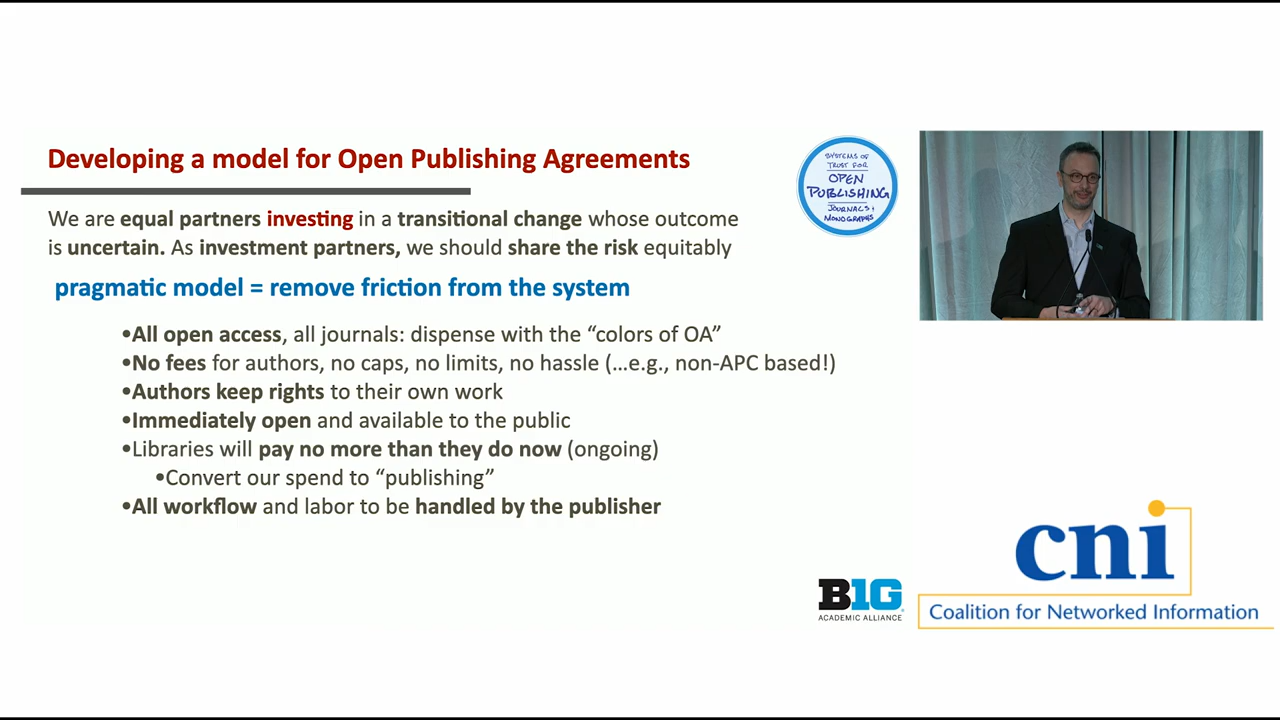 Developing a model for Open Publishing Agreements
We are equal partners investing in a transitional change whose outcome
is uncertain. As investment partners, we should share the risk equitably
pragmatic model = remove friction from the system
•All open access, all journals: dispense with the “colors of OA”
•No fees for authors, no caps, no limits, no hassle (…e.g., non-APC based!)
•Authors keep rights to their own work
•Immediately open and available to the public
•Libraries will pay no more than they do now (ongoing)
•Convert our spend to “publishing”
•All workflow and labor to be handled by the publisher
SYSTEMS OF
TRUST FOR
OPEN
PUBLISHING
JOURNALS +
MONOGRAPHS
B1G
ACADEMIC ALLIANCE
cni
Coalition for Networked Information